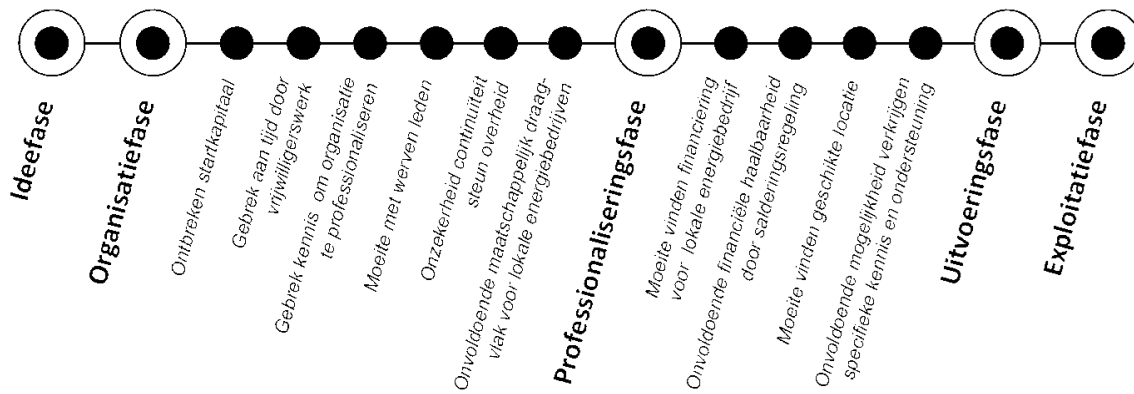 Ideefase
Organisatiefase
Ontbreken startkapitaal
Gebrek aan tijd door
vrijwilligerswerk
Gebrek kennis om organisatie
te professionaliseren
Moeite met werven leden
Onzekerheid continuïteit
steun overheid
Onvoldoende maatschappelijk draag-
vlak voor lokale energiebedrijven
Professionaliseringsfase
Moeite vinden financiering
voor lokale energiebedrijf
Onvoldoende financiële haalbaarheid
door salderingsregeling
Moeite vinden geschikte locatie
Onvoldoende mogelijkheid verkrijgen
specifieke kennis en ondersteuning
Uitvoeringsfase
Exploitatiefase